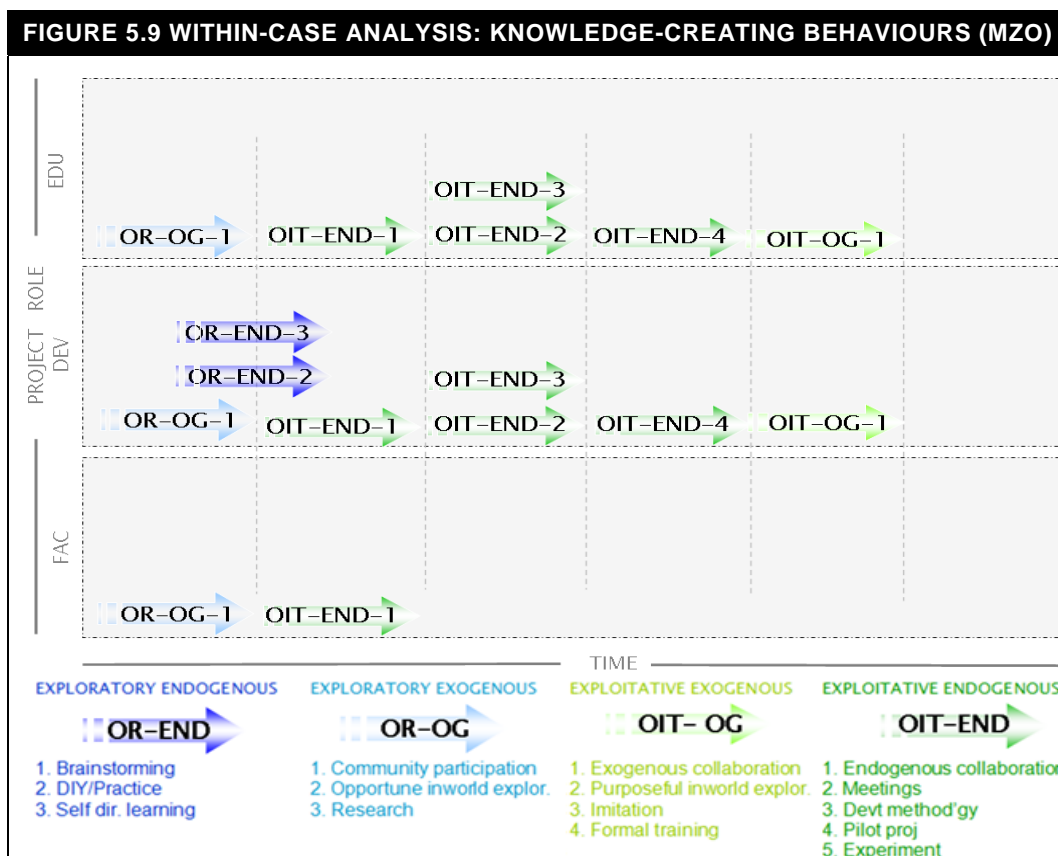 FIGURE 5.9 WITHIN-CASE ANALYSIS: KNOWLEDGE-CREATING BEHAVIOURS (MZO)
PROJECT ROLE
EDU
OIT-END-3
OR-OG-1 OIT-END-1 OIT-END-2 OIT-END-4 OIT-OG-1
DEV
OR-END-3
OR-END-2 OIT-END-3
OR-OG-1 OIT-END-1 OIT-END-2 OIT-END-4 OIT-OG-1
FAC
OR-OG-1 OIT-END-1
TIME
EXPLORATORY ENDOGENOUS
OR-END
1. Brainstorming
2. DIY/Practice
3. Self dir. learning
EXPLORATORY EXOGENOUS
OR-OG
1. Community participation
2. Opportune inworld explor.
3. Research
EXPLOITATIVE EXOGENOUS
OIT- OG
1. Exogenous collaboration
2. Purposeful inworld explor.
3. Imitation
4. Formal training
EXPLOITATIVE ENDOGENOUS
OIT-END
1. Endogenous collaboration
2. Meetings
3. Devt method'gy
4. Pilot proj
5. Experiment